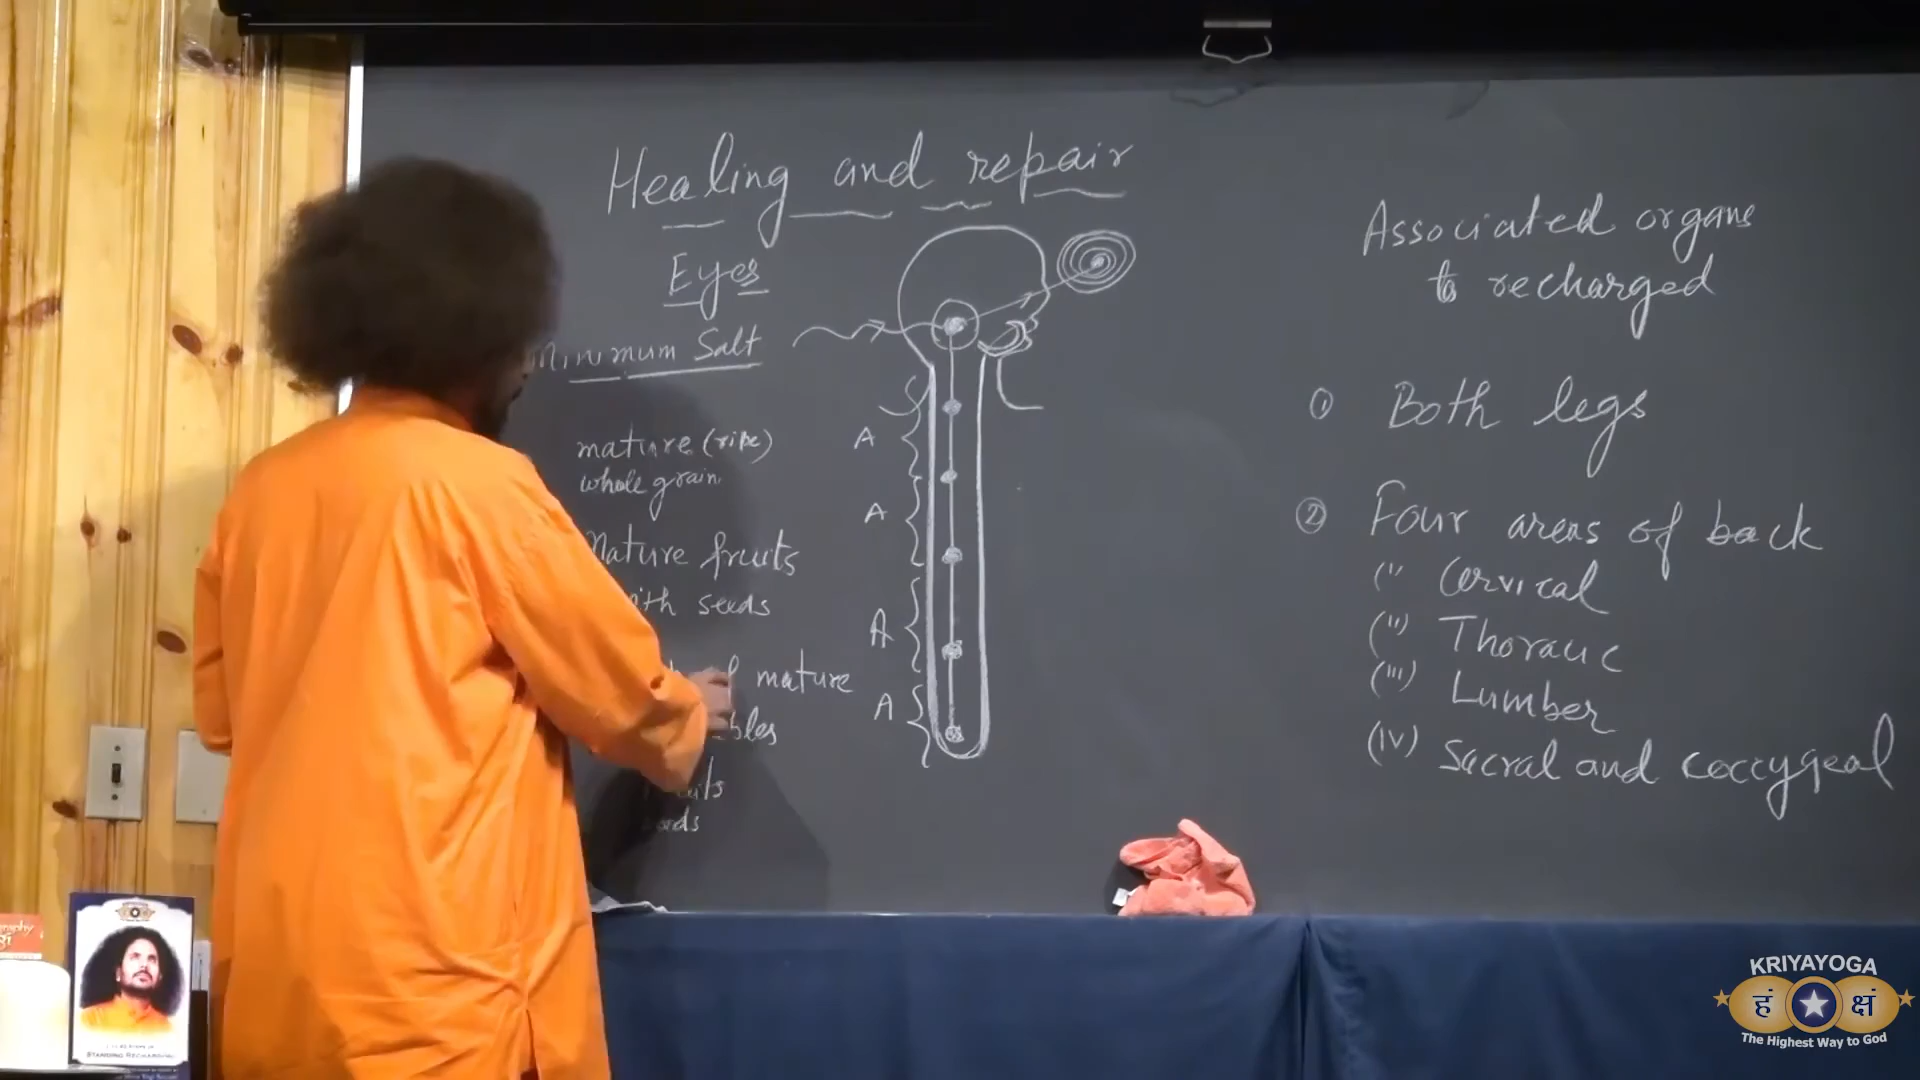 Healing and repair
Eyes
Minimum Salt
mature (ripe)
whole grain
Mature fruits
with seeds
mature
A
A
A
A
Associated organs
to recharged
① Both legs
② Four areas of back
(i) Cervical
(ii) Thoracic
(iii) Lumber
(iv) Sacral and coccygeal
STANDING RECHARGING
KRIYAYOGA
हं क्षं
The Highest Way to God